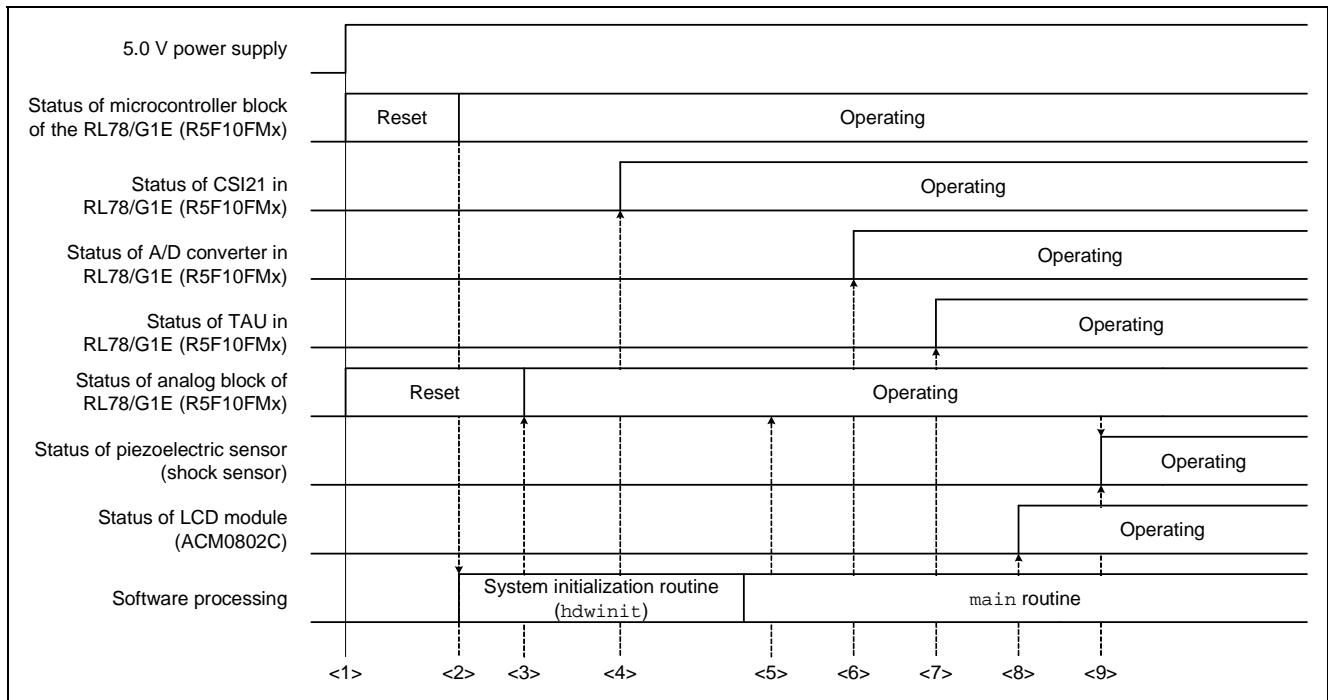 5.0 V power supply
Status of microcontroller block
of the RL78/G1E (R5F10FMx)
Reset
Operating
Status of CSI21 in
RL78/G1E (R5F10FMx)
Operating
Status of A/D converter in
RL78/G1E (R5F10FMx)
Operating
Status of TAU in
RL78/G1E (R5F10FMx)
Operating
Status of analog block of
RL78/G1E (R5F10FMx)
Reset
Operating
Status of piezoelectric sensor
(shock sensor)
Operating
Status of LCD module
(ACM0802C)
Operating
Software processing
System initialization routine
(hdwinit)
main routine
<1> <2> <3> <4> <5> <6> <7> <8> <9>